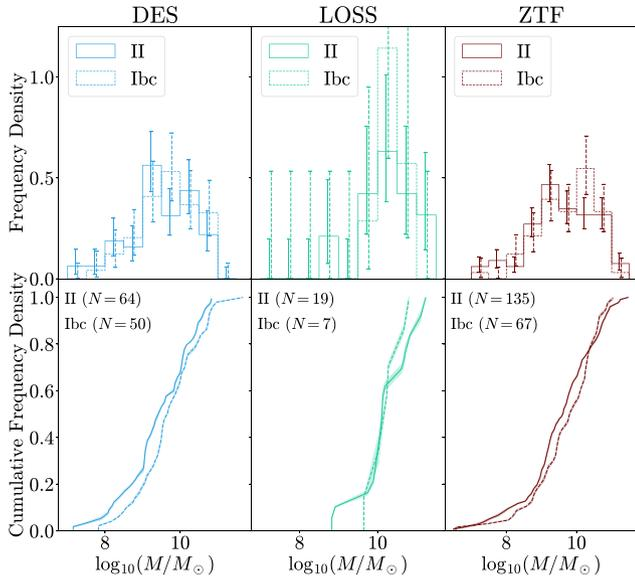 DES LOSS ZTF
II II II
Ibc Ibc Ibc
Frequency Density
1.0
0.5
0.0
II (N=64) II (N=19) II (N=135)
Ibc (N=50) Ibc (N=7) Ibc (N=67)
Cumulative Frequency Density
1.0
0.8
0.6
0.4
0.2
0.0
8 10 8 10 8 10
log₁₀(M/M⊙) log₁₀(M/M⊙) log₁₀(M/M⊙)